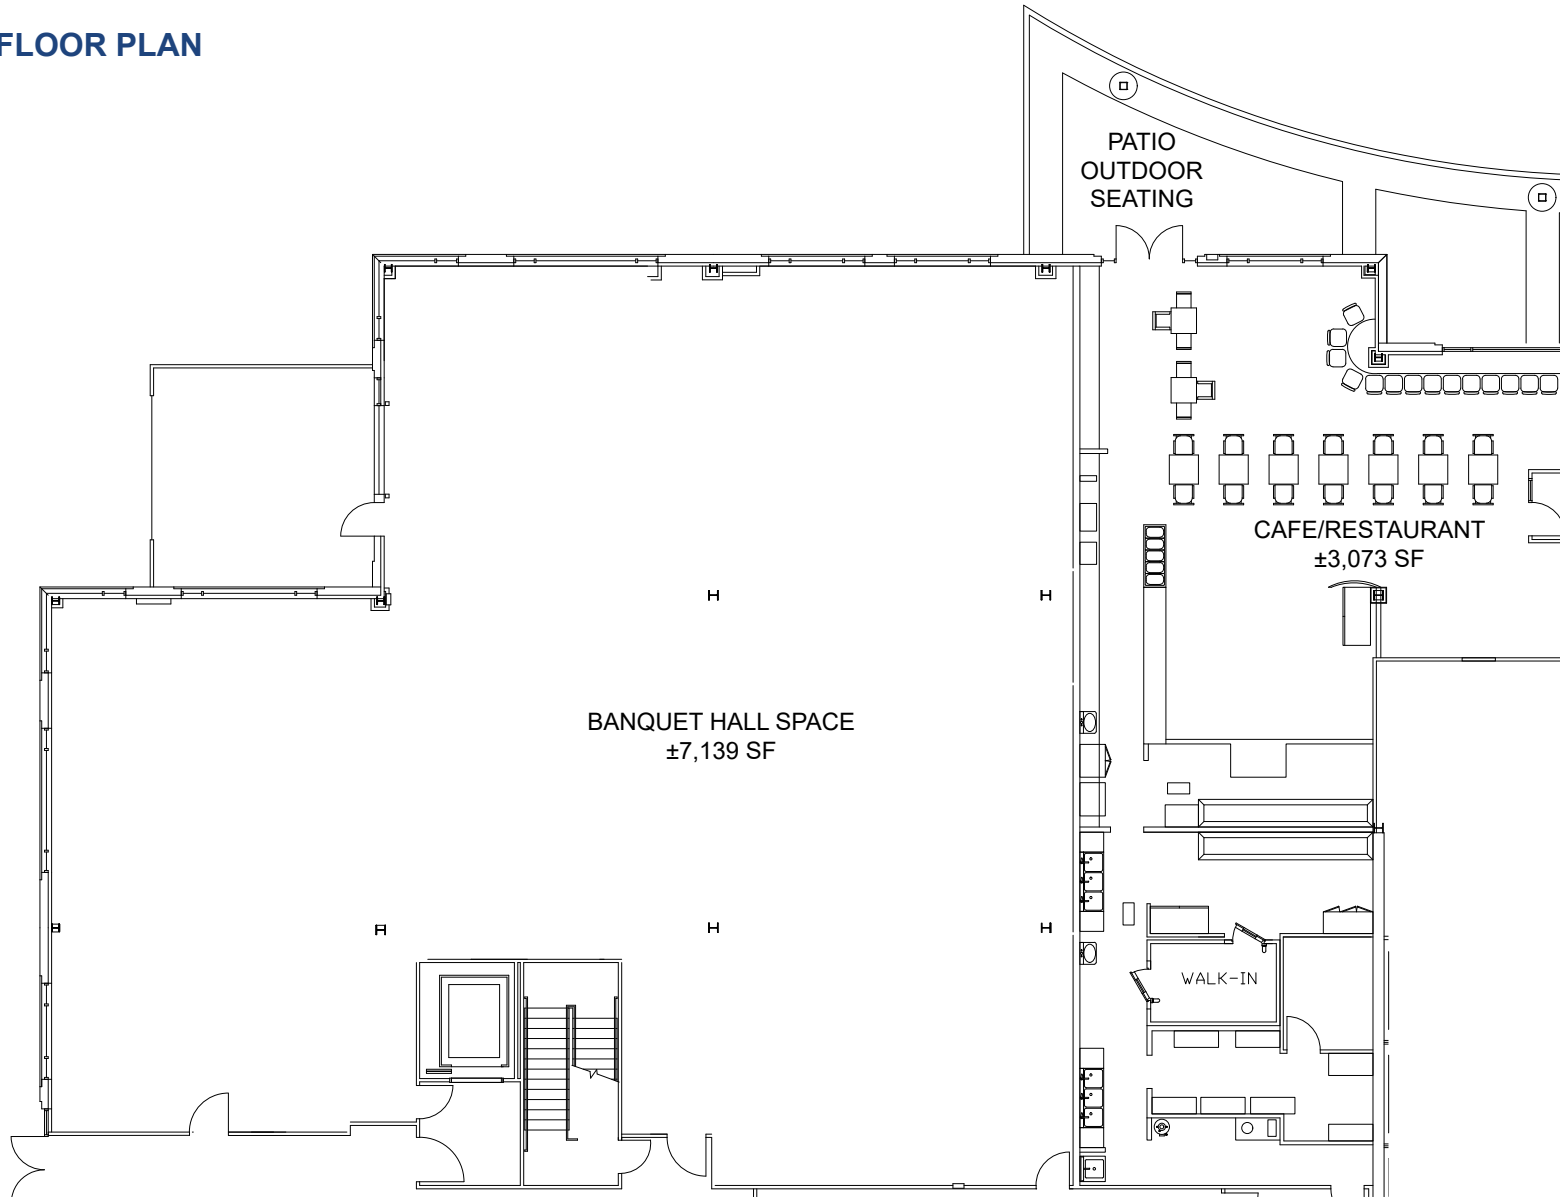 FLOOR PLAN
PATIO
OUTDOOR
SEATING
CAFE/RESTAURANT
±3,073 SF
BANQUET HALL SPACE
±7,139 SF
WALK-IN